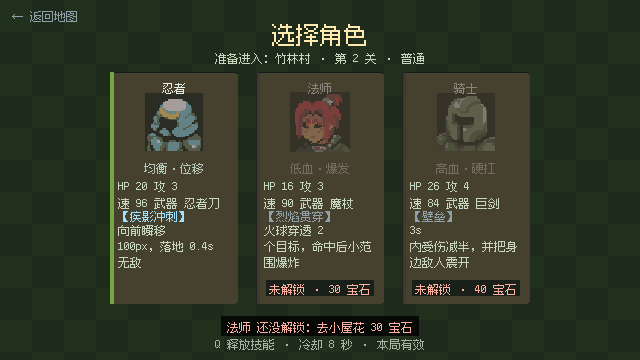 ← 返回地图
选择角色
准备进入: 竹林村 · 第 2 关 · 普通
忍者
均衡·位移
HP 20 攻 3
速 96 武器 忍者刀
【疾影冲刺】
向前瞬移
100px，落地 0.4s
无敌
法师
低血·爆发
HP 16 攻 3
速 90 武器 魔杖
【烈焰贯穿】
火球穿透 2
个目标，命中后小范
围爆炸
未解锁 · 30 宝石
骑士
高血·硬扛
HP 26 攻 4
速 84 武器 巨剑
【壁垒】
3s
内受伤减半，并把身
边敌人震开
未解锁 · 40 宝石
法师 还没解锁: 去小屋花 30 宝石
Q 释放技能 · 冷却 8 秒 · 本局有效